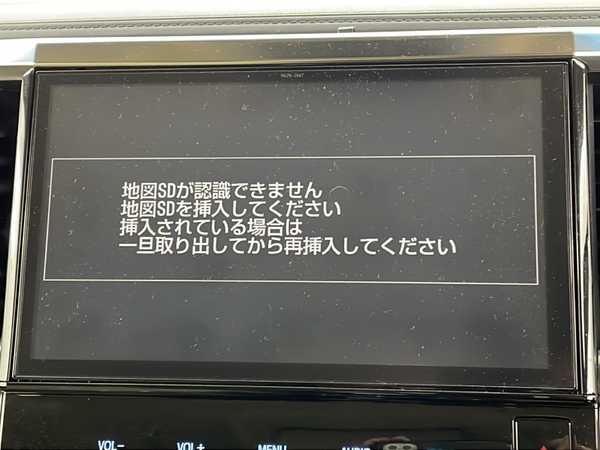 地図SDが認識できません
地図SDを挿入してください
挿入されている場合は
一旦取り出してから再挿入してください
VOL−
VOL+
MENU
AUDIO